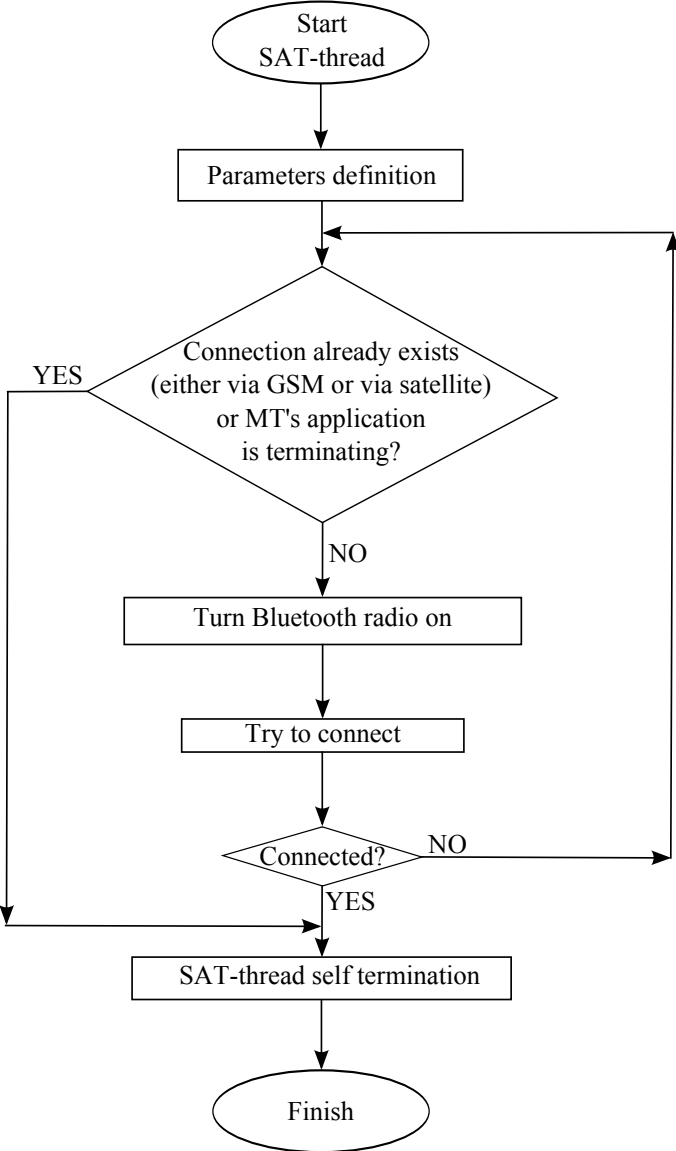 Start
SAT-thread
Parameters definition
Connection already exists
(either via GSM or via satellite)
or MT's application
is terminating?
YES
NO
Turn Bluetooth radio on
Try to connect
Connected?
NO
YES
SAT-thread self termination
Finish